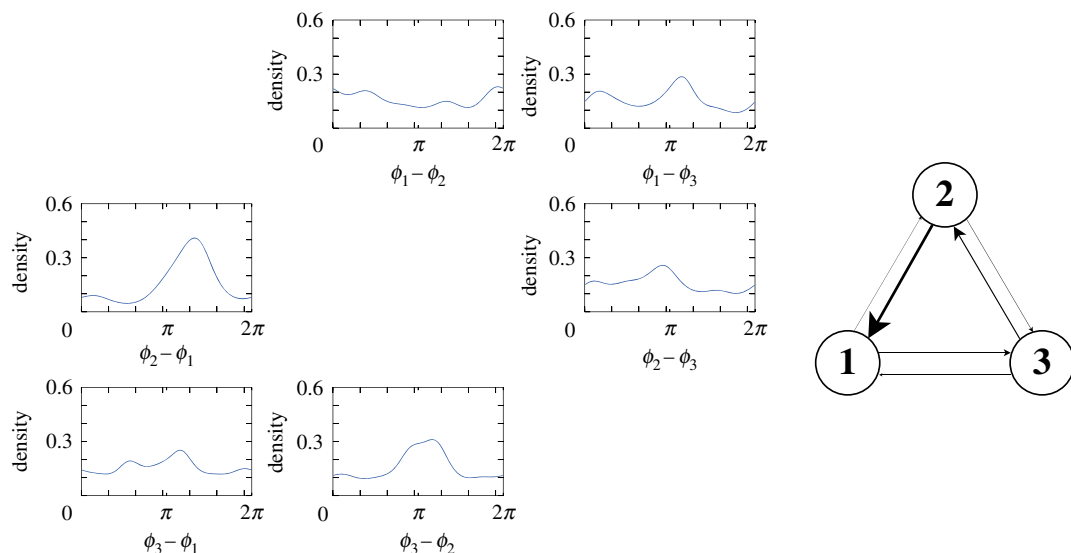 0.6
0.3
0
density
π
2π
ϕ₁ − ϕ₂
0.6
0.3
0
density
π
2π
ϕ₁ − ϕ₃
0.6
0.3
0
density
π
2π
ϕ₂ − ϕ₁
0.6
0.3
0
density
π
2π
ϕ₂ − ϕ₃
0.6
0.3
0
density
π
2π
ϕ₃ − ϕ₁
0.6
0.3
0
density
π
2π
ϕ₃ − ϕ₂
2
1
3